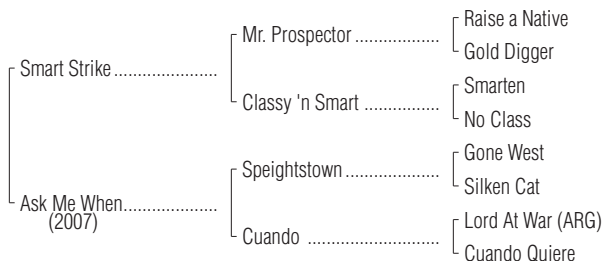 Raise a Native
Mr. Prospector ..................
Gold Digger
Smart Strike ......................
Smarten
Classy 'n Smart ................
No Class
Gone West
Speightstown ....................
Silken Cat
Ask Me When....................
(2007)
Lord At War (ARG)
Cuando ............................
Cuando Quiere